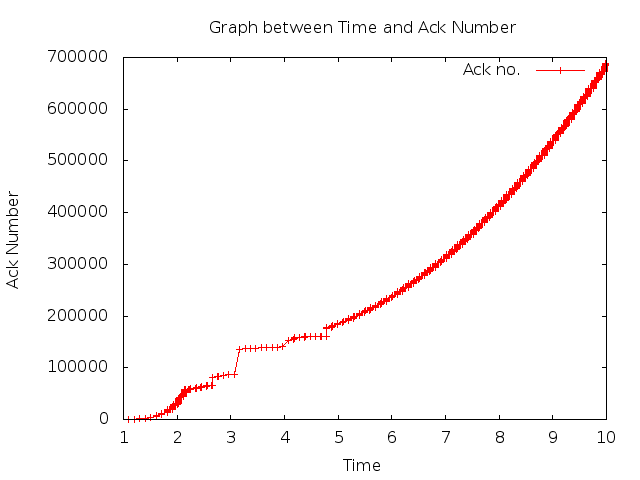 Graph between Time and Ack Number
Ack no.
700000
600000
500000
400000
300000
200000
100000
0
Ack Number
1 2 3 4 5 6 7 8 9 10
Time